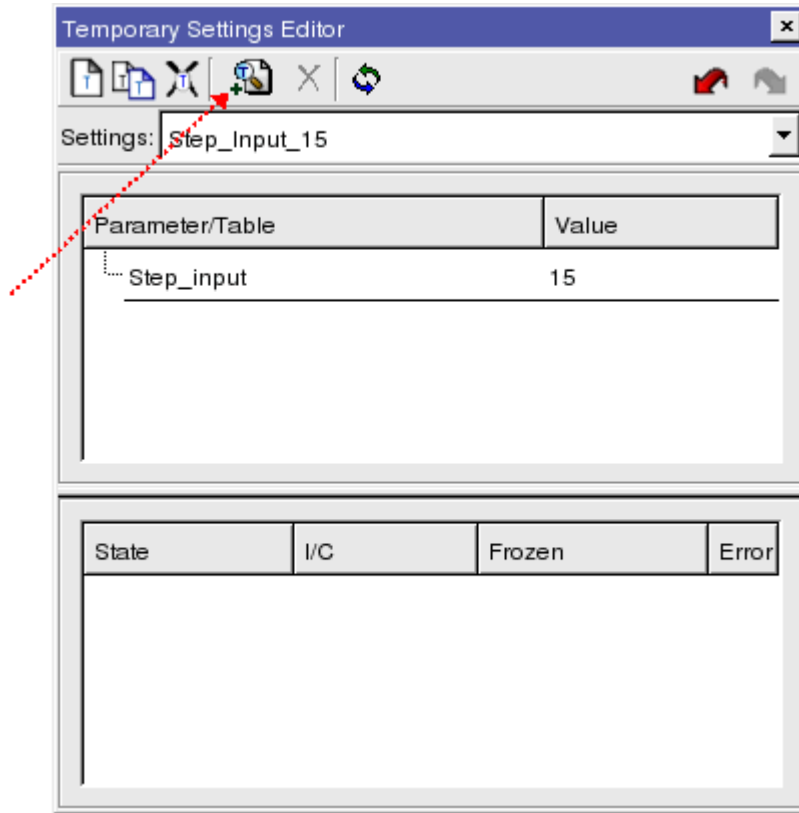 Temporary Settings Editor
Settings: Step_Input_15
Parameter/Table Value
Step_input 15
State I/C Frozen Error